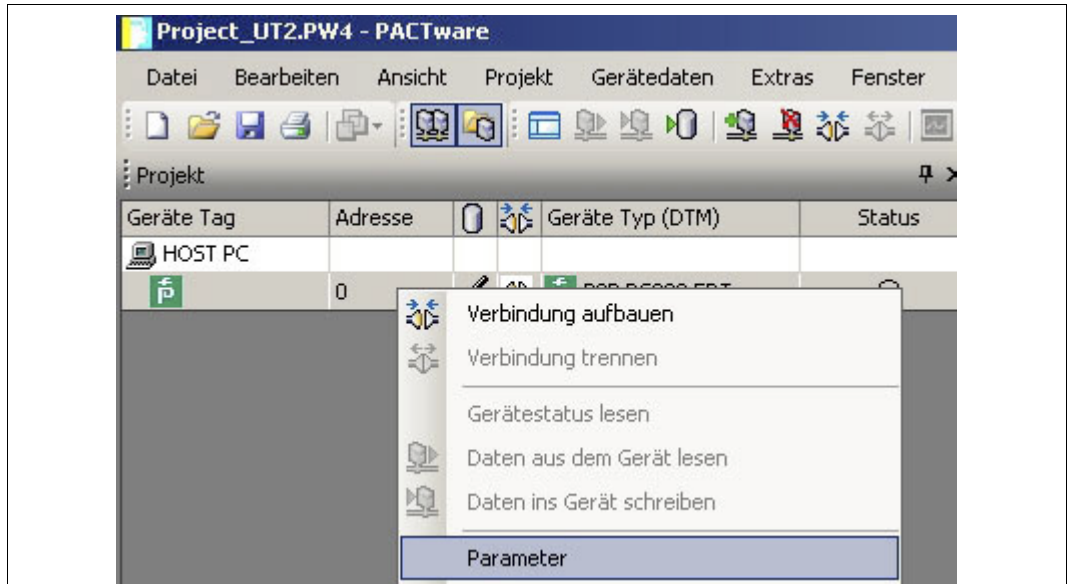 Project_UT2.PW4 - PACTware
Datei Bearbeiten Ansicht Projekt Gerätedaten Extras Fenster
Projekt
Geräte Tag Adresse Geräte Typ (DTM) Status
HOST PC
0
Verbindung aufbauen
Verbindung trennen
Gerätestatus lesen
Daten aus dem Gerät lesen
Daten ins Gerät schreiben
Parameter